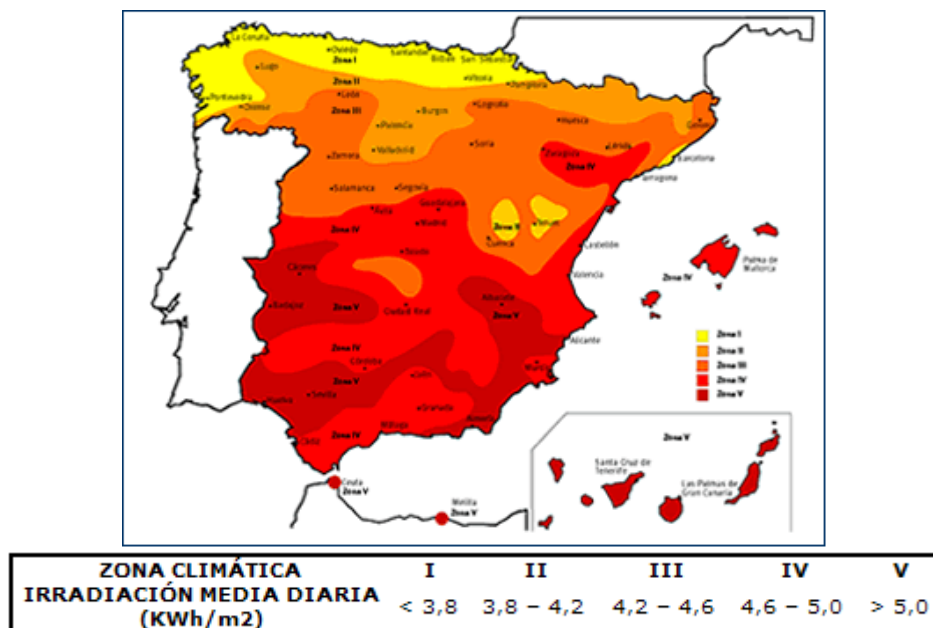 La Coruña
Oviedo
Santander
Bilbao
San Sebastián
Zona I
Lugo
Vitoria
Zona II
Pamplona
León
Pontevedra
Orense
Zona III
Burgos
Logroño
Palencia
Huesca
Gerona
Valladolid
Soria
Zaragoza
Lérida
Zamora
Barcelona
Zona IV
Tarragona
Salamanca
Segovia
Guadalajara
Ávila
Madrid
Zona IV
Zona II
Teruel
Cuenca
Toledo
Castellón
Palma de
Mallorca
Cáceres
Valencia
Zona IV
Badajoz
Zona V
Ciudad Real
Albacete
Zona V
Zona I
Alicante
Zona II
Zona IV
Zona III
Córdoba
Murcia
Zona IV
Zona V
Jaén
Zona V
Huelva
Sevilla
Granada
Almería
Málaga
Cádiz
Zona IV
Zona V
Ceuta
Zona V
Santa Cruz de
Tenerife
Las Palmas de
Gran Canaria
Melilla
Zona V
ZONA CLIMÁTICA I II III IV V
IRRADIACIÓN MEDIA DIARIA
(KWh/m2) < 3,8 3,8 – 4,2 4,2 – 4,6 4,6 – 5,0 > 5,0